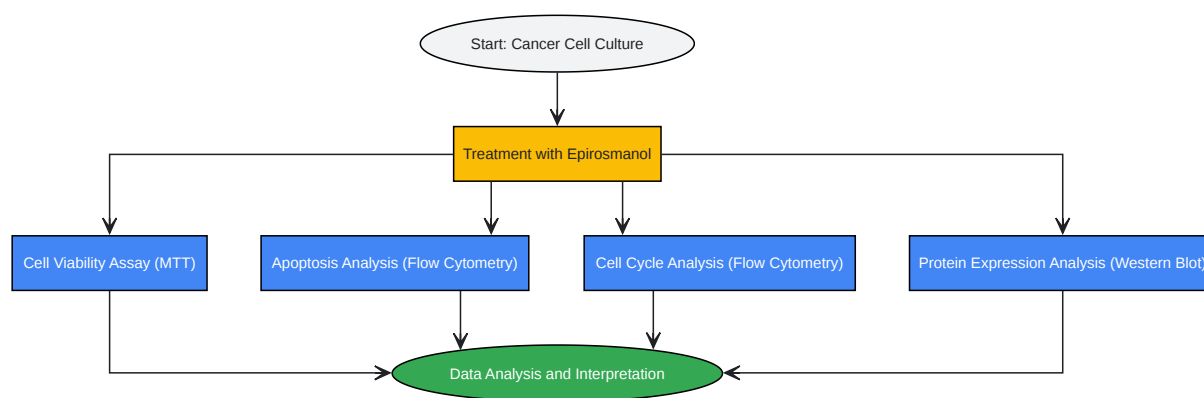 Start: Cancer Cell Culture
Treatment with Epirosmanol
Cell Viability Assay (MTT)
Apoptosis Analysis (Flow Cytometry)
Cell Cycle Analysis (Flow Cytometry)
Protein Expression Analysis (Western Blot)
Data Analysis and Interpretation